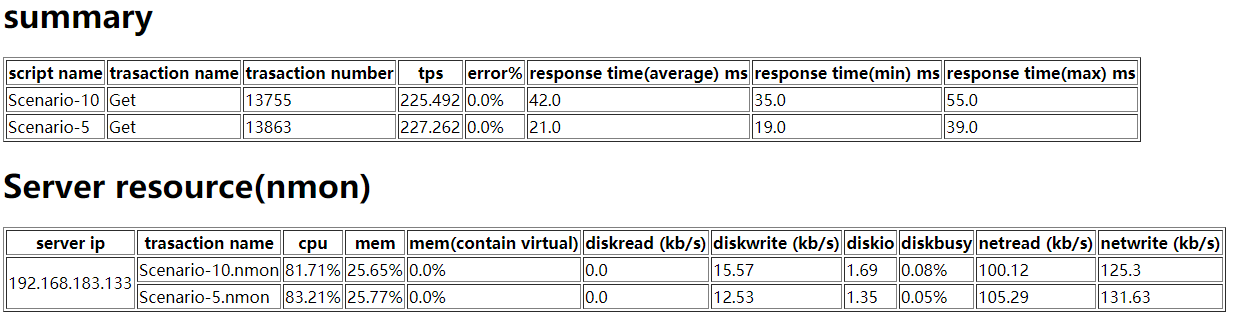 summary
script name trasaction name trasaction number tps error% response time(average) ms response time(min) ms response time(max) ms
Scenario-10 Get 13755 225.492 0.0% 42.0 35.0 55.0
Scenario-5 Get 13863 227.262 0.0% 21.0 19.0 39.0
Server resource(nmon)
server ip trasaction name cpu mem mem(contain virtual) diskread (kb/s) diskwrite (kb/s) diskio diskbusy netread (kb/s) netwrite (kb/s)
192.168.183.133 Scenario-10.nmon 81.71% 25.65% 0.0% 0.0 15.57 1.69 0.08% 100.12 125.3
Scenario-5.nmon 83.21% 25.77% 0.0% 0.0 12.53 1.35 0.05% 105.29 131.63